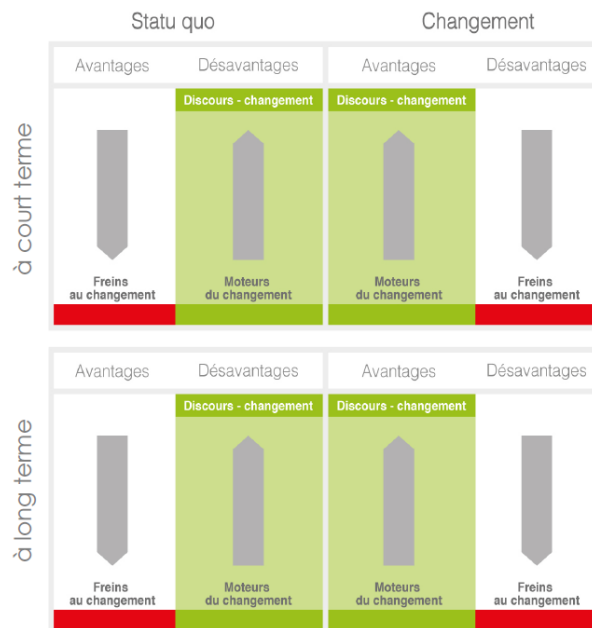 Statu quo
Changement
Avantages
Désavantages
Avantages
Désavantages
à court terme
Discours - changement
Discours - changement
Freins
au changement
Moteurs
du changement
Moteurs
du changement
Freins
au changement
Avantages
Désavantages
Avantages
Désavantages
à long terme
Discours - changement
Discours - changement
Freins
au changement
Moteurs
du changement
Moteurs
du changement
Freins
au changement